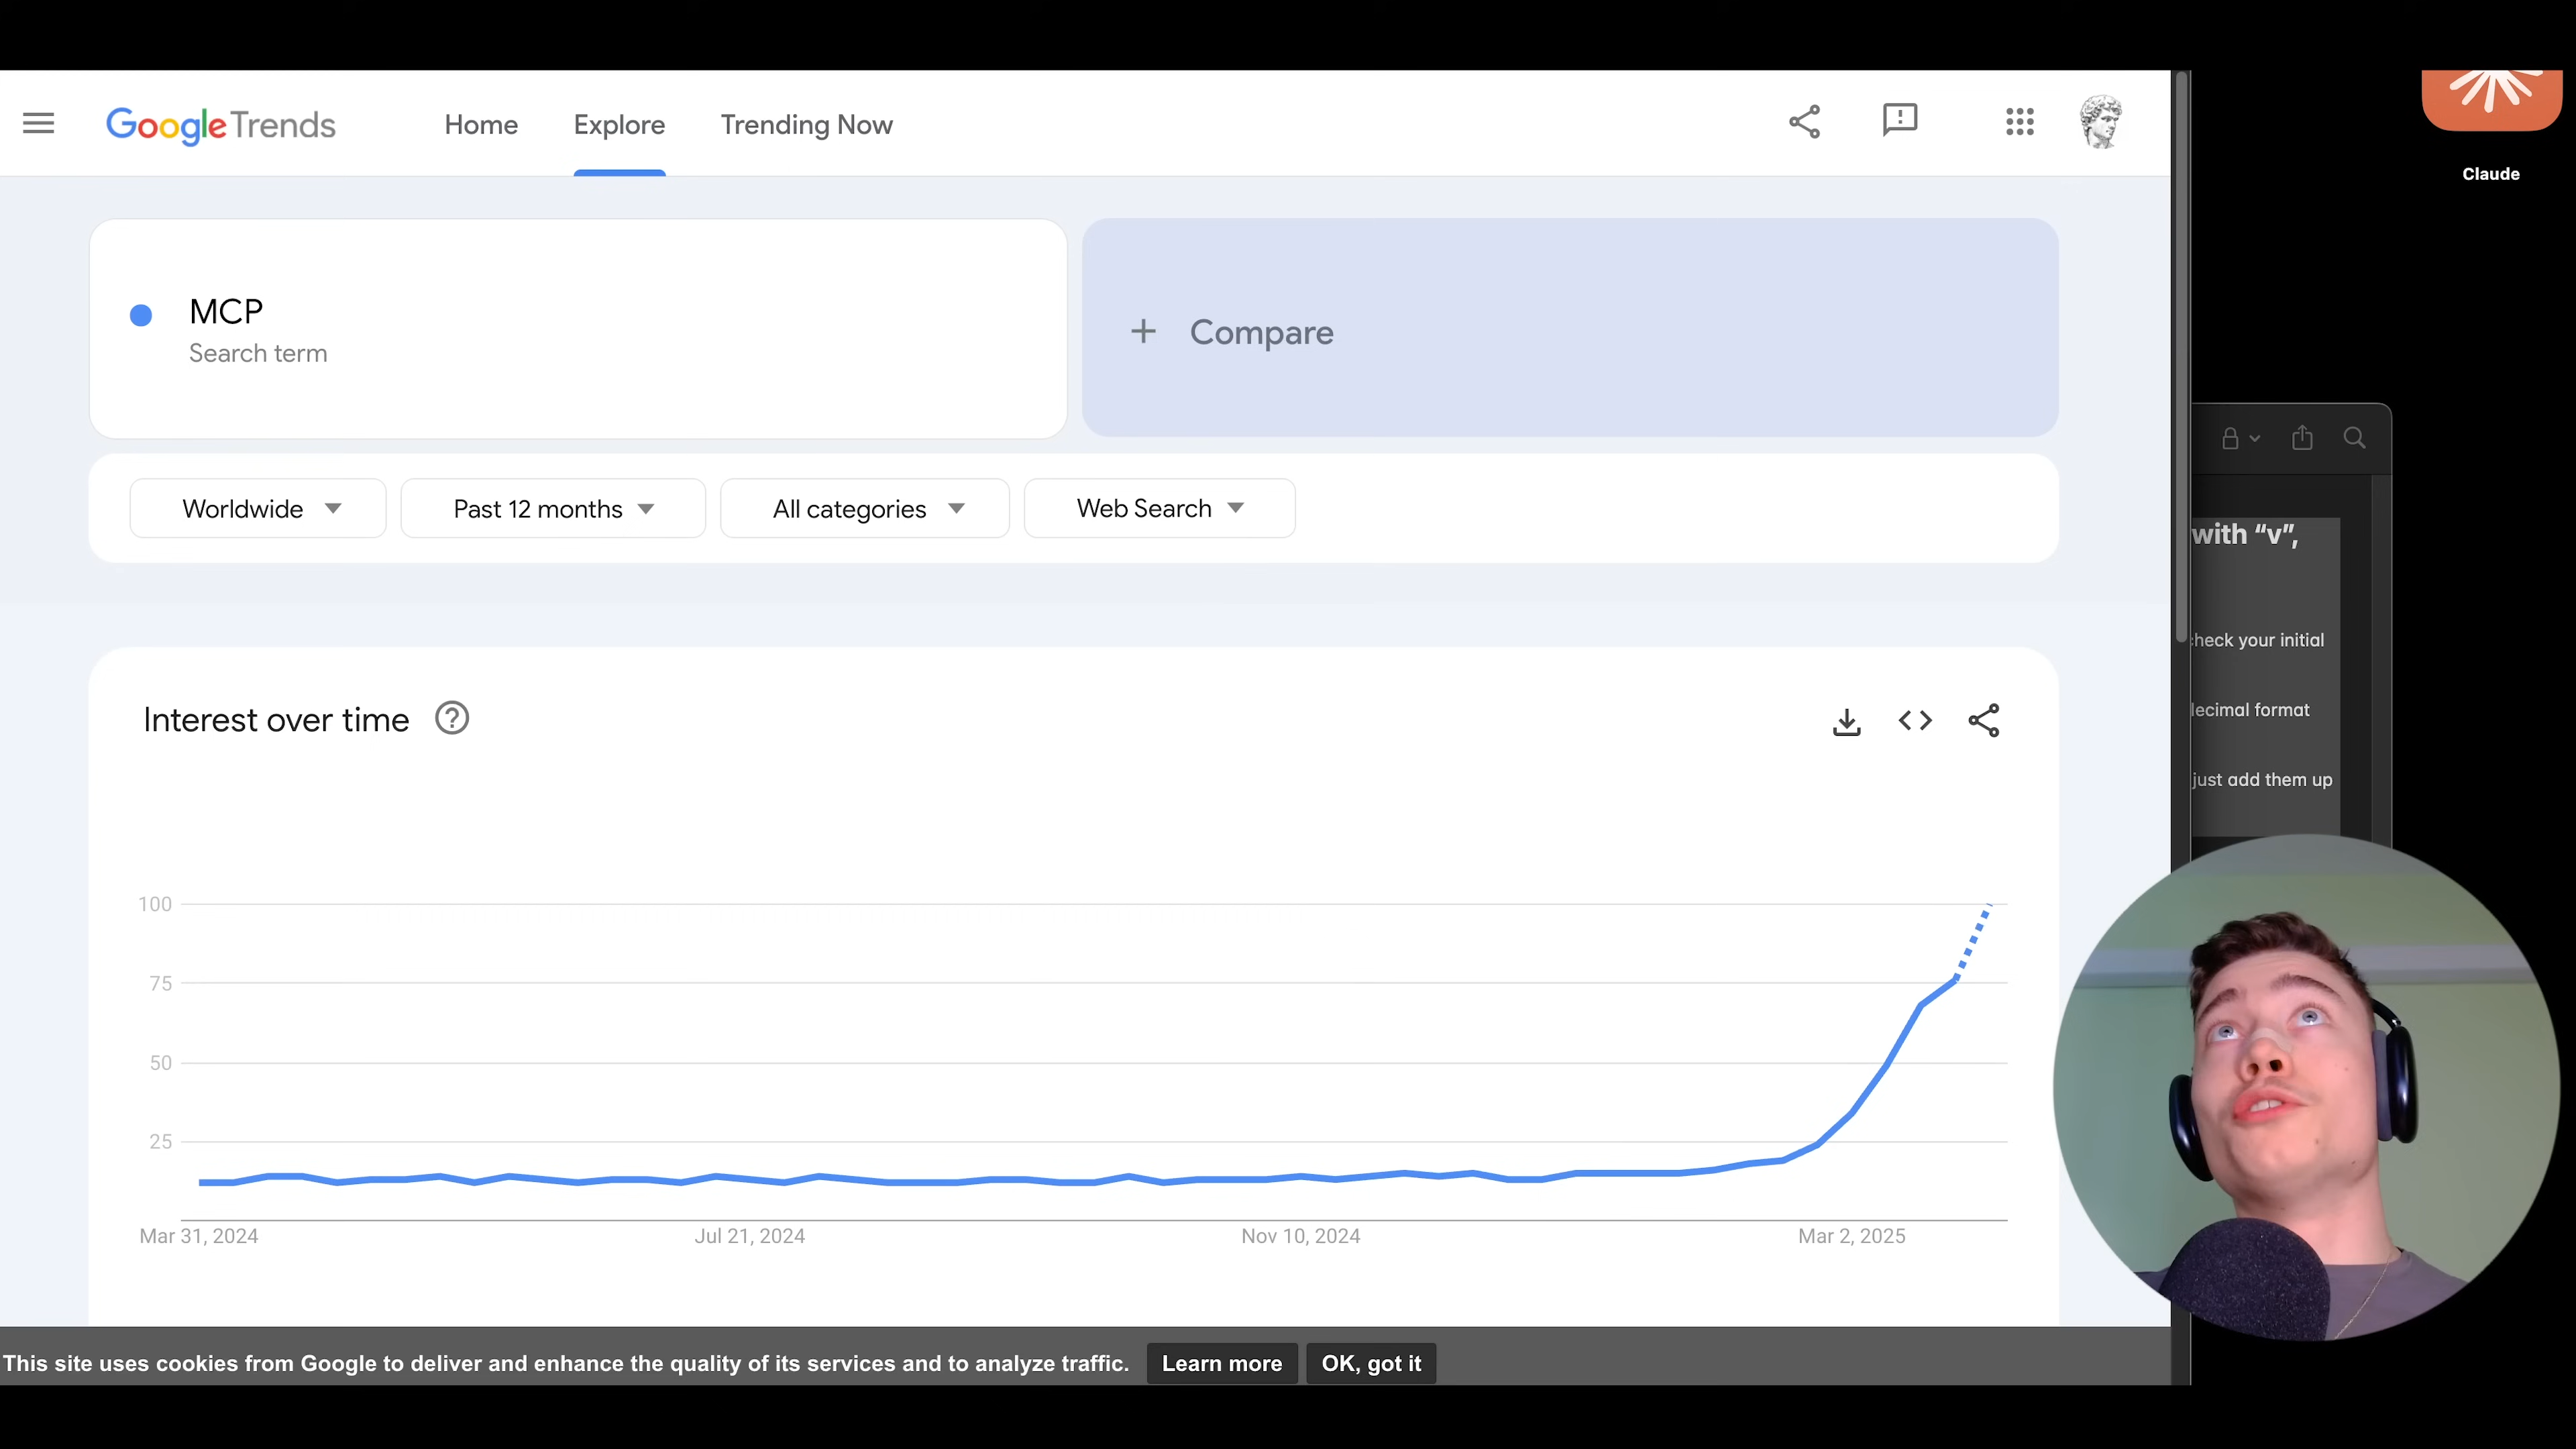 Google Trends
Home
Explore
Trending Now
Claude
MCP
Search term
+ Compare
Worldwide
Past 12 months
All categories
Web Search
with “v”,
check your initial
decimal format
just add them up
Interest over time
100
75
50
25
Mar 31, 2024
Jul 21, 2024
Nov 10, 2024
Mar 2, 2025
This site uses cookies from Google to deliver and enhance the quality of its services and to analyze traffic.
Learn more
OK, got it